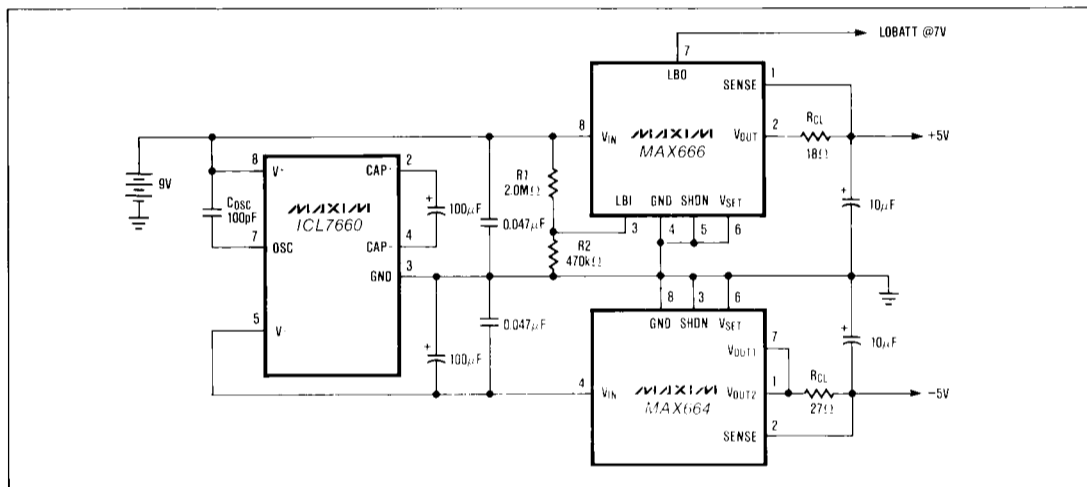 LOBATT @7V
7
LBO
SENSE
1
8
VIN
MAXIM
MAX666
VOUT
2
RCL
18Ω
+5V
R1
2.0MΩ
LBI
GND
SHDN
VSET
3
4
5
6
10µF
9V
8
V+
CAP+
2
COSC
100pF
MAXIM
ICL7660
100µF
0.047µF
7
OSC
4
CAP-
R2
470kΩ
GND
3
5
V-
100µF
0.047µF
8
3
6
GND
SHDN
VSET
7
VOUT1
10µF
4
VIN
MAXIM
MAX664
VOUT2
1
RCL
27Ω
-5V
SENSE
2